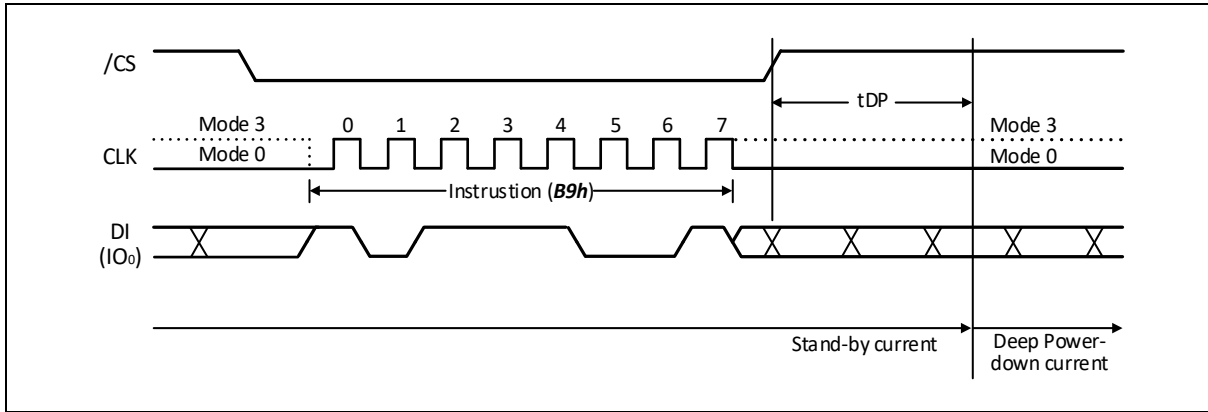 /CS
tDP
Mode 3 0 1 2 3 4 5 6 7 Mode 3
CLK Mode 0 Mode 0
Instrustion (B9h)
DI
(IO0)
Stand-by current Deep Power-
down current